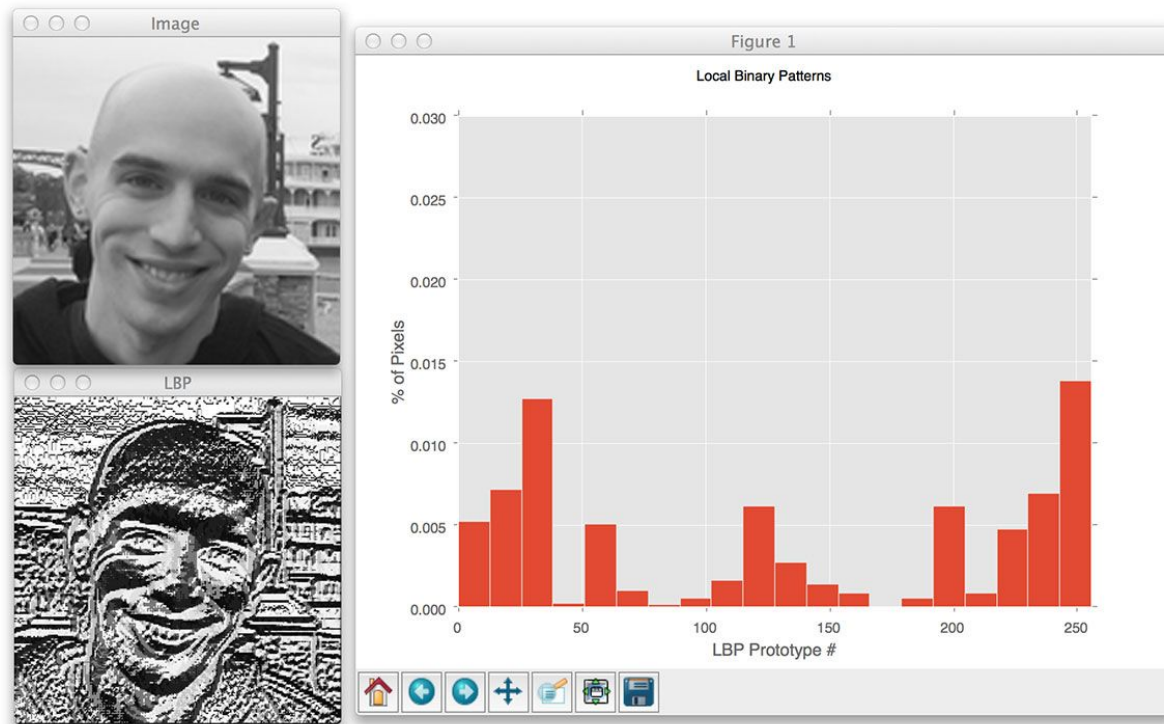 Image
LBP
Figure 1
Local Binary Patterns
0.030
0.025
0.020
0.015
0.010
0.005
0.000
% of Pixels
0
50
100
150
200
250
LBP Prototype #